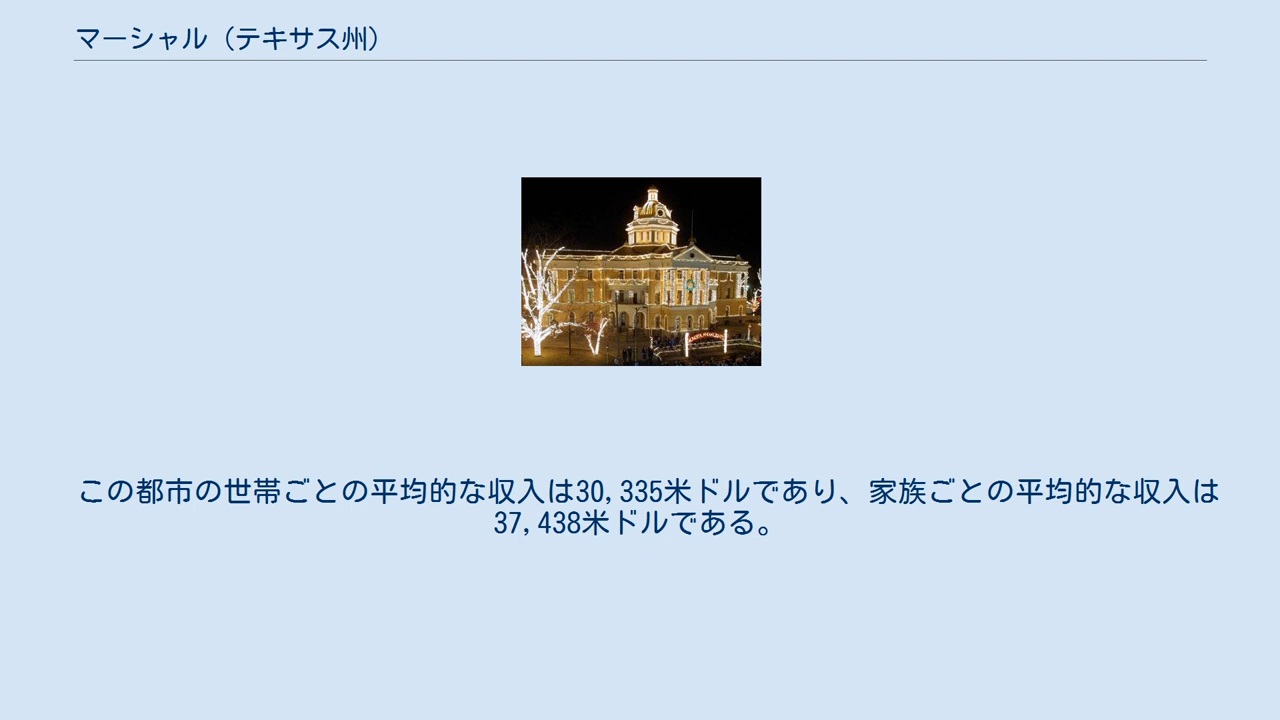 マーシャル（テキサス州）
この都市の世帯ごとの平均的な収入は30,335米ドルであり、家族ごとの平均的な収入は
37,438米ドルである。